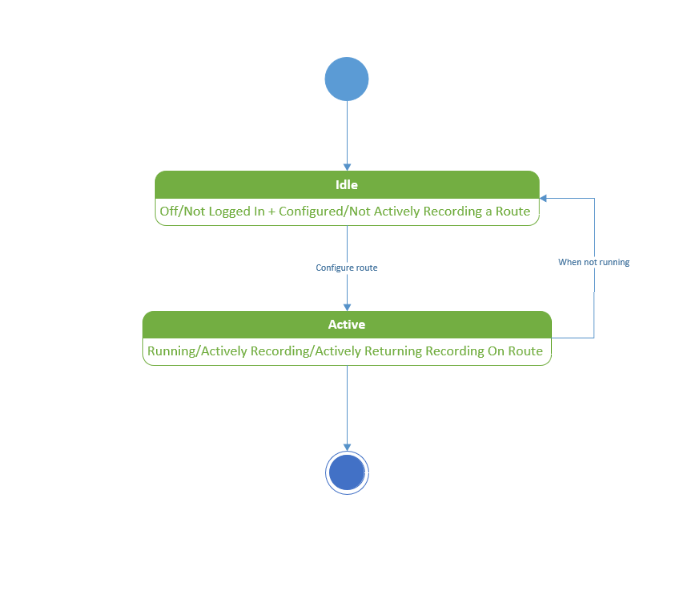 Idle
Off/Not Logged In + Configured/Not Actively Recording a Route
When not running
Configure route
Active
Running/Actively Recording/Actively Returning Recording On Route